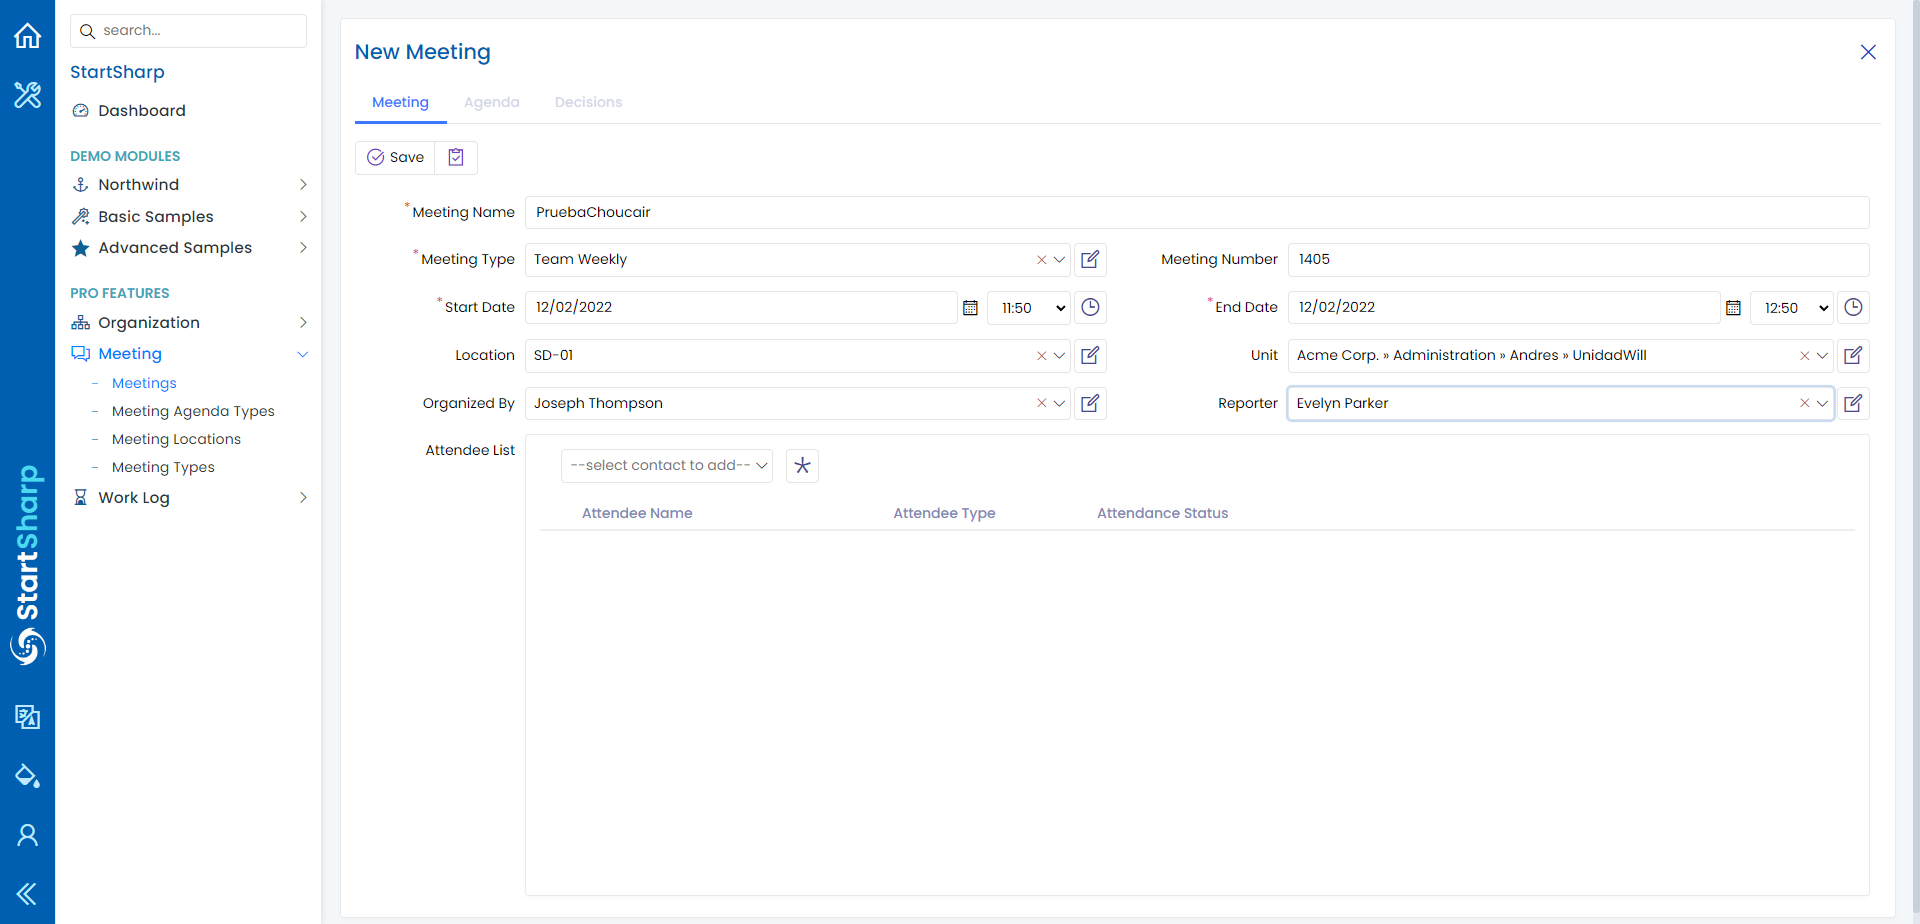 search...
StartSharp
Dashboard
DEMO MODULES
Northwind
Basic Samples
Advanced Samples
PRO FEATURES
Organization
Meeting
- Meetings
- Meeting Agenda Types
- Meeting Locations
- Meeting Types
Work Log
StartSharp
New Meeting
Meeting Agenda Decisions
Save
*Meeting Name PruebaChoucair
*Meeting Type Team Weekly Meeting Number 1405
*Start Date 12/02/2022 11:50 *End Date 12/02/2022 12:50
Location SD-01 Unit Acme Corp. » Administration » Andres » UnidadWill
Organized By Joseph Thompson Reporter Evelyn Parker
Attendee List
--select contact to add--
Attendee Name Attendee Type Attendance Status